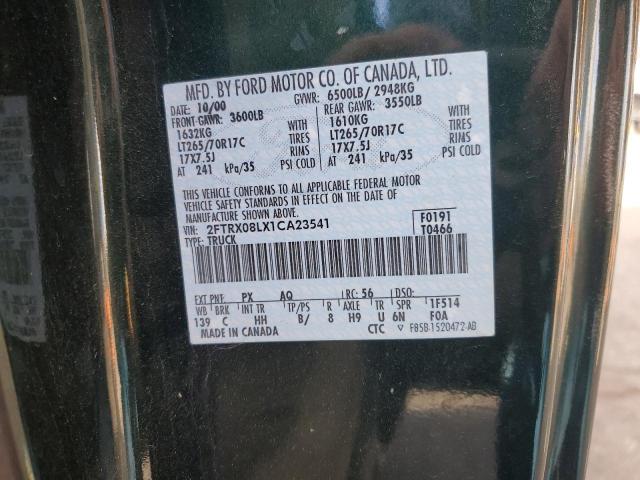 MFD. BY FORD MOTOR CO. OF CANADA, LTD.
DATE: 10/00 GVWR: 6500LB/ 2948KG
FRONT GAWR: 3600LB REAR GAWR: 3550LB
1632KG WITH 1610KG WITH
LT265/70R17C TIRES LT265/70R17C TIRES
17X7.5J RIMS 17X7.5J RIMS
AT 241 kPa/35 PSI COLD AT 241 kPa/35 PSI COLD
THIS VEHICLE CONFORMS TO ALL APPLICABLE FEDERAL MOTOR
VEHICLE SAFETY STANDARDS IN EFFECT ON THE DATE OF
MANUFACTURE SHOWN ABOVE.
VIN: 2FTRX08LX1CA23541 F0191
TYPE: TRUCK T0466
EXT PNT: PX AQ RC: 56 DSO:
WB BRK INT TR TP/PS R AXLE TR SPR 1F514
139 C HH B/ 8 H9 U 6N F0A
MADE IN CANADA CTC F85B-1520472-AB